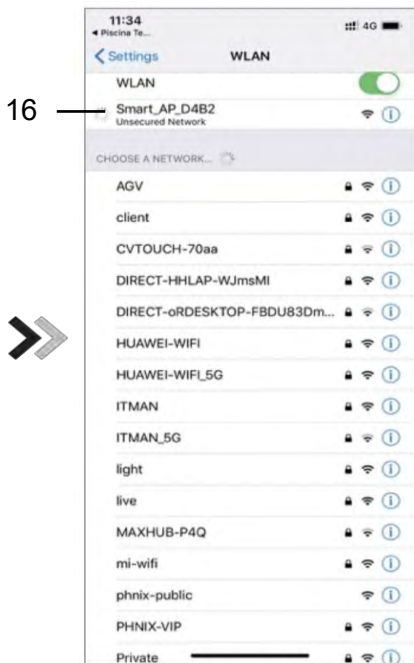 11:34
◀ Piscina Te...
4G
Settings
WLAN
WLAN
16
Smart_AP_D4B2
Unsecured Network
CHOOSE A NETWORK...
AGV
client
CVTOUCH-70aa
DIRECT-HHLAP-WJmsMI
DIRECT-oRDESKTOP-FBDU83Dm...
HUAWEI-WIFI
HUAWEI-WIFI_5G
ITMAN
ITMAN_5G
light
live
MAXHUB-P4Q
mi-wifi
phnix-public
PHNIX-VIP
Private